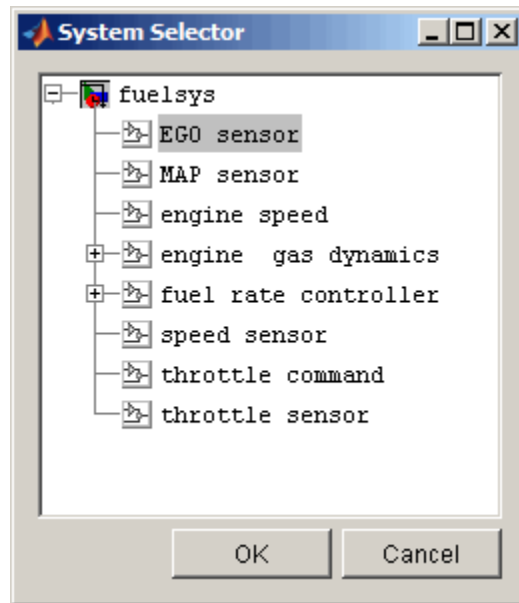 System Selector
fuelsys
EGO sensor
MAP sensor
engine speed
engine gas dynamics
fuel rate controller
speed sensor
throttle command
throttle sensor
OK Cancel